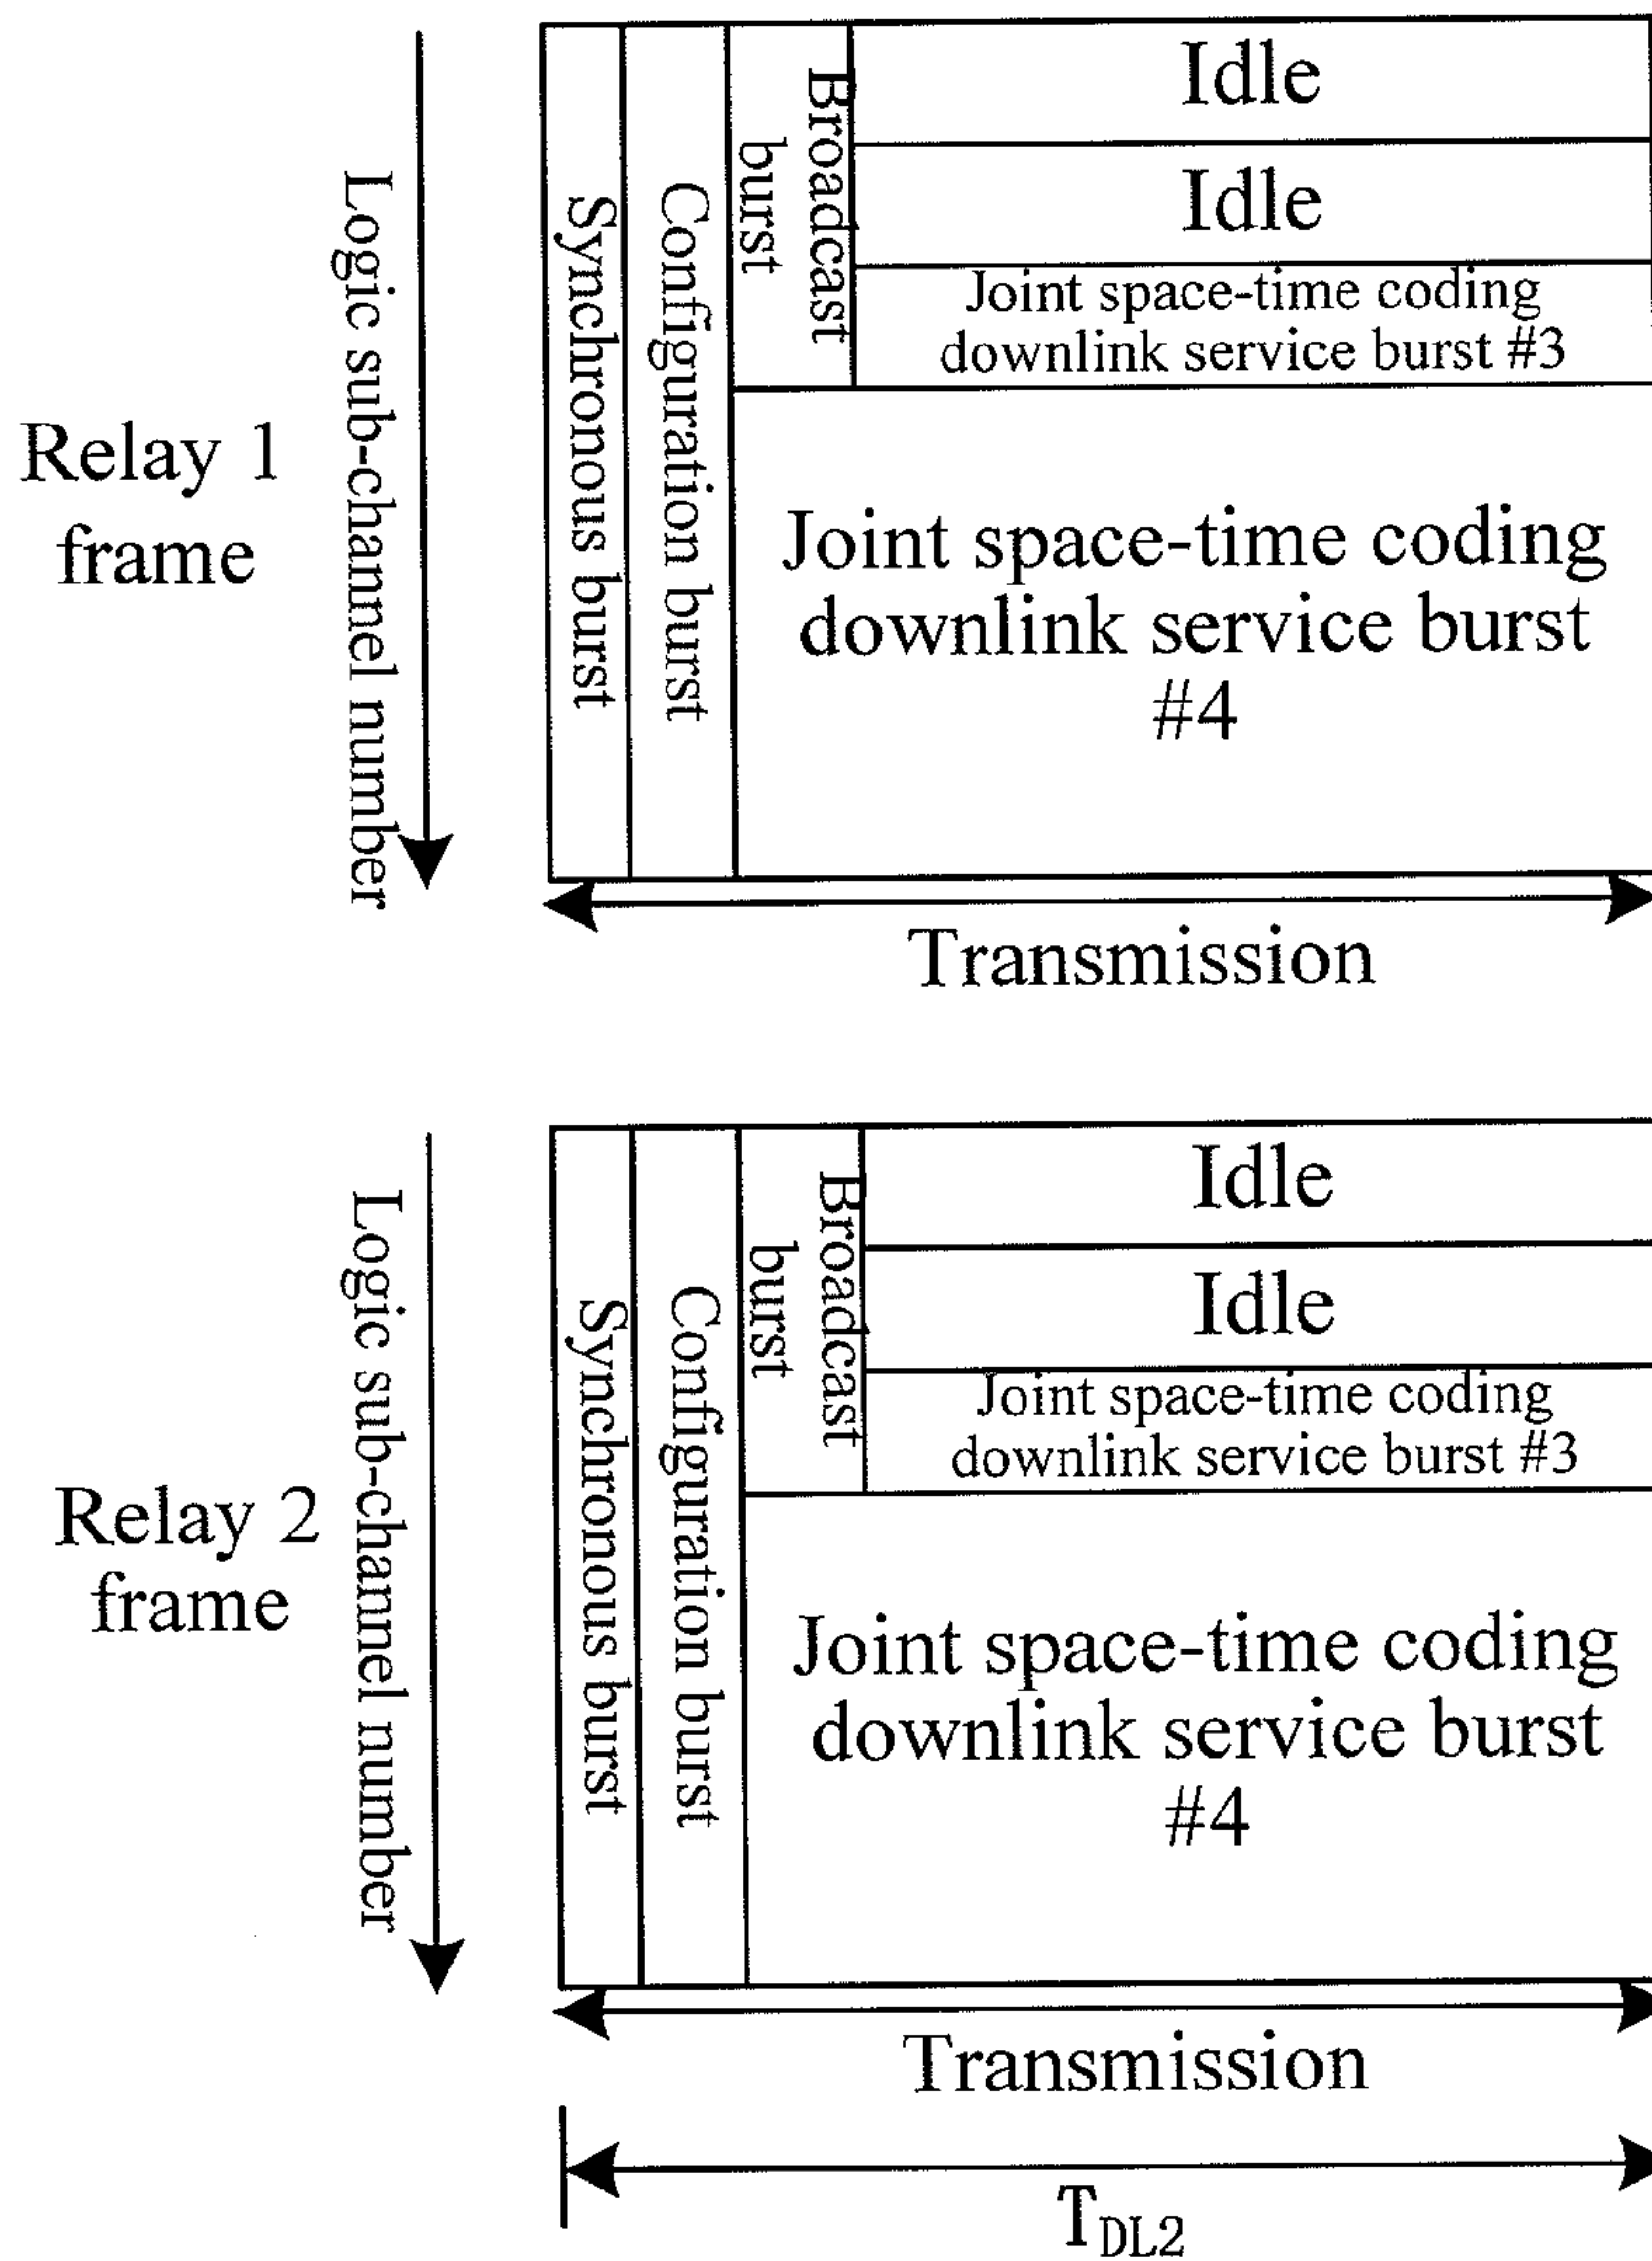 Relay 1
frame
Logic sub-channel number
Synchronous burst
Configuration burst
Broadcast
burst
Idle
Idle
Joint space-time coding
downlink service burst #3
Joint space-time coding
downlink service burst
#4
Transmission
Relay 2
frame
Logic sub-channel number
Synchronous burst
Configuration burst
Broadcast
burst
Idle
Idle
Joint space-time coding
downlink service burst #3
Joint space-time coding
downlink service burst
#4
Transmission
TDL2